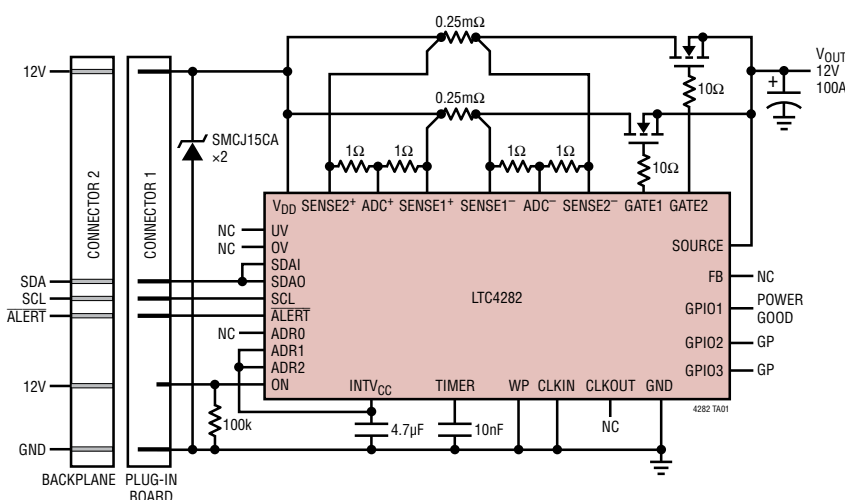 0.25mΩ
12V
0.25mΩ
10Ω
VOUT
12V
100A
+
SMCJ15CA
×2
1Ω 1Ω 1Ω 1Ω
10Ω
CONNECTOR 2
CONNECTOR 1
VDD SENSE2+ ADC+ SENSE1+ SENSE1− ADC− SENSE2− GATE1 GATE2
NC UV
NC OV
SOURCE
SDAI
SDA SDAO
FB NC
SCL SCL
LTC4282
ALERT ALERT
GPIO1 POWER GOOD
NC ADR0
ADR1
GPIO2 GP
ADR2
GPIO3 GP
12V ON
INTVCC TIMER WP CLKIN CLKOUT GND
4282 TA01
100k
4.7µF
10nF
NC
GND
BACKPLANE
PLUG-IN
BOARD